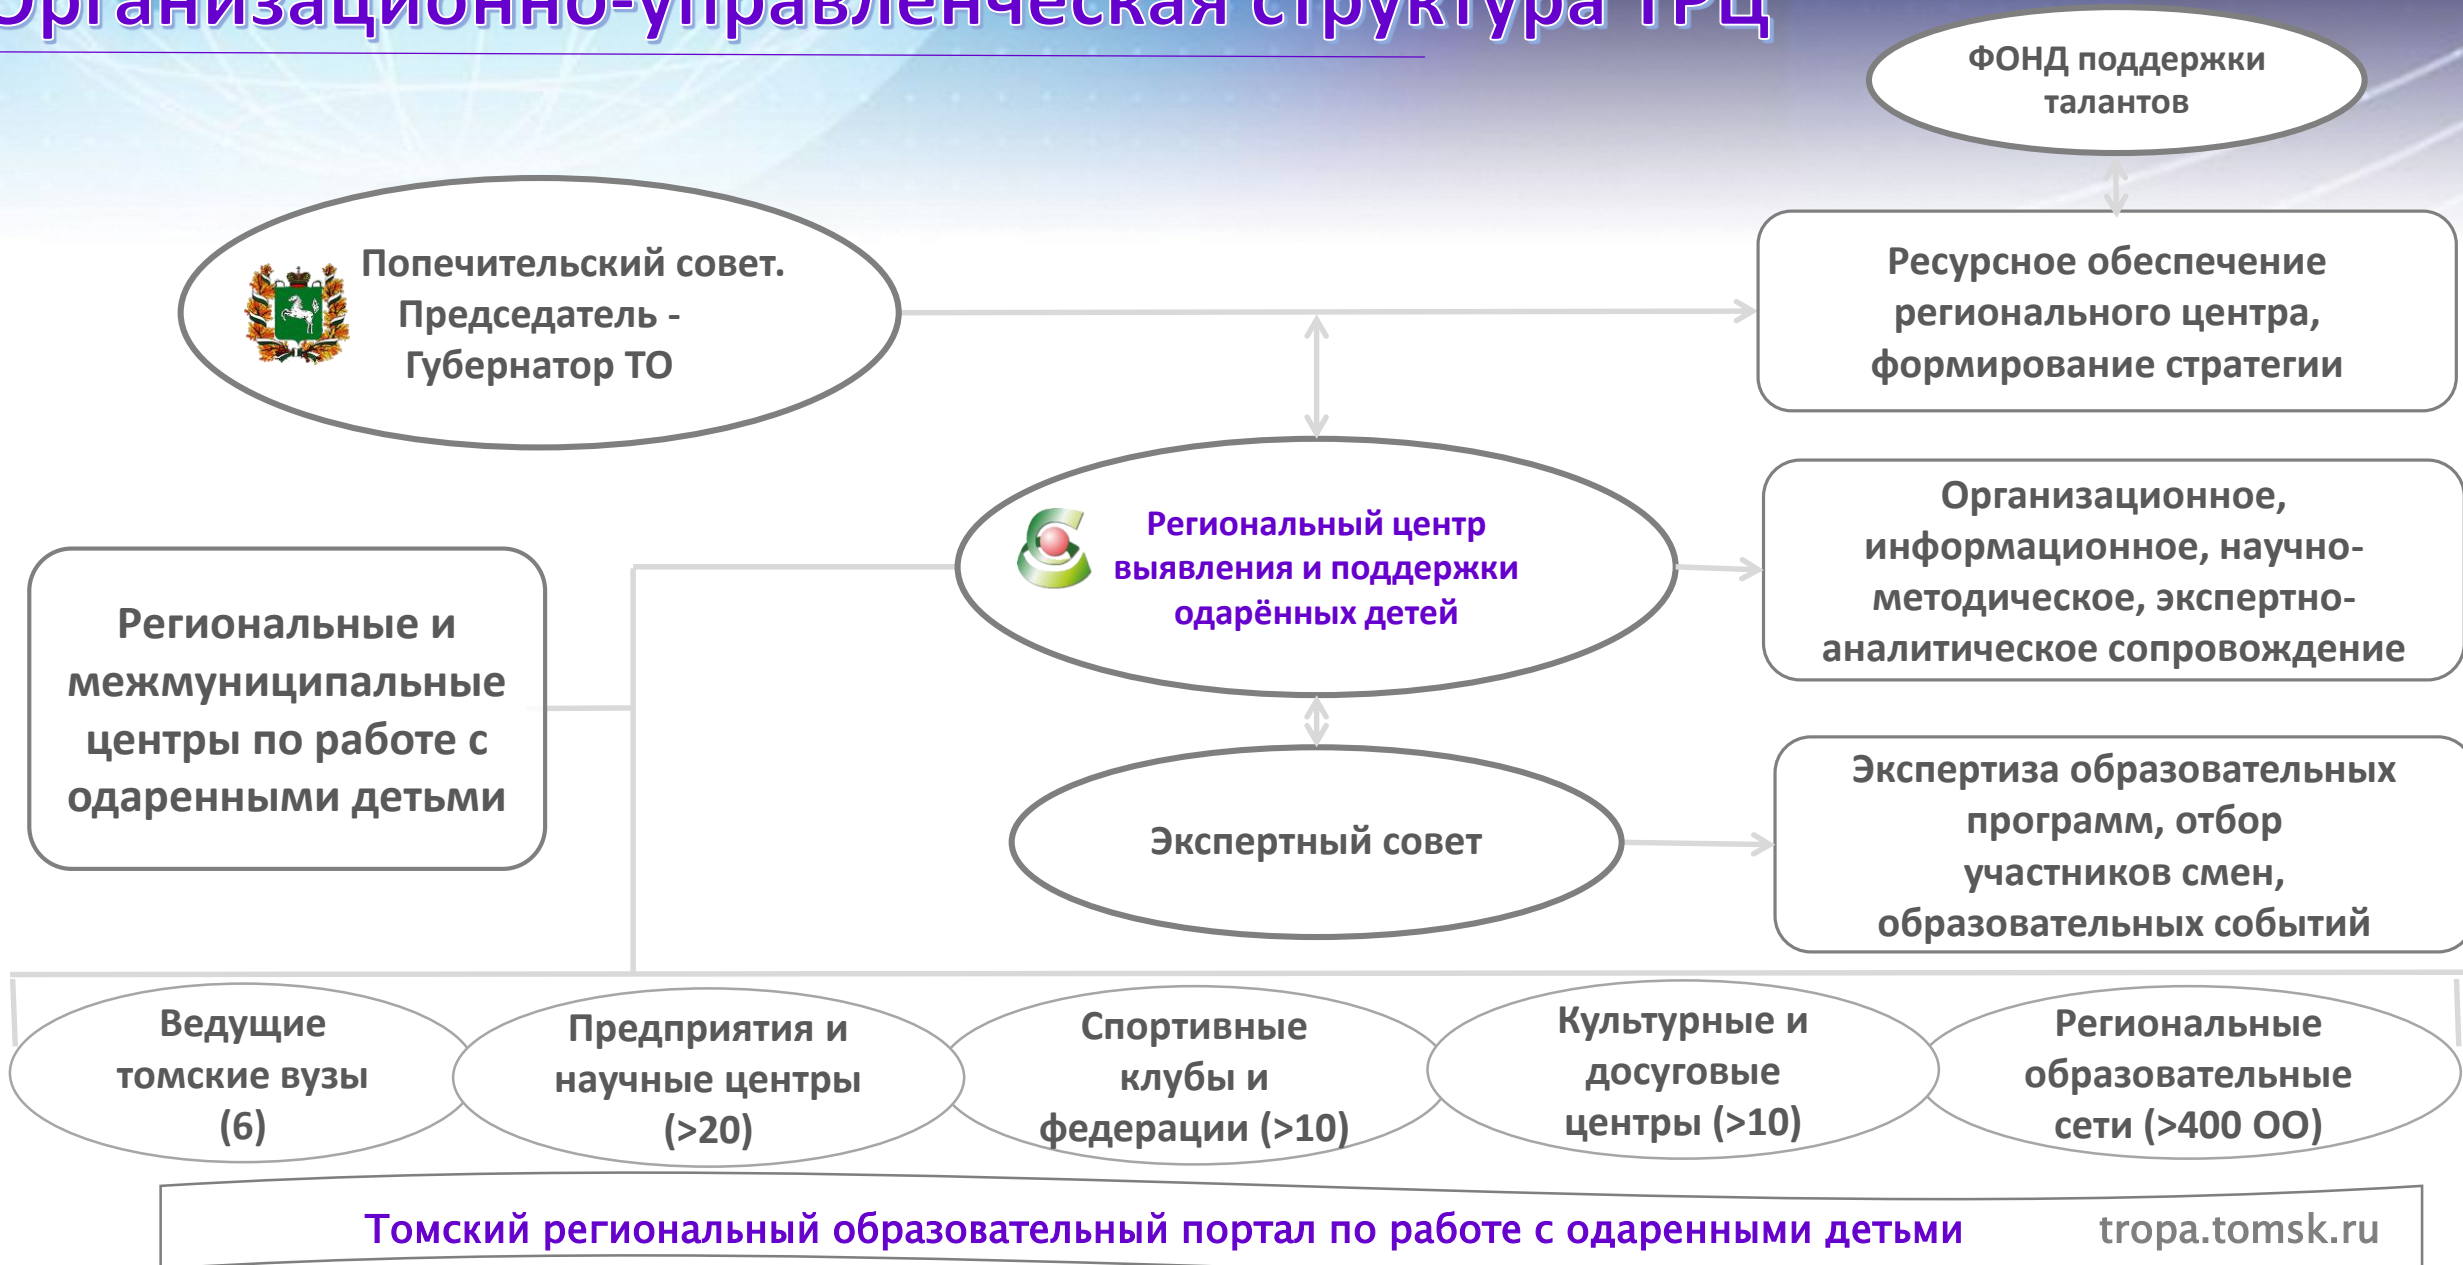 Организационно-управленческая структура ТРЦ
ФОНД поддержки
талантов
Попечительский совет.
Председатель -
Губернатор ТО
Ресурсное обеспечение
регионального центра,
формирование стратегии
Региональный центр
выявления и поддержки
одарённых детей
Организационное,
информационное, научно-
методическое, экспертно-
аналитическое сопровождение
Региональные и
межмуниципальные
центры по работе с
одаренными детьми
Экспертный совет
Экспертиза образовательных
программ, отбор
участников смен,
образовательных событий
Ведущие
томские вузы
(6)
Предприятия и
научные центры
(>20)
Спортивные
клубы и
федерации (>10)
Культурные и
досуговые
центры (>10)
Региональные
образовательные
сети (>400 ОО)
Томский региональный образовательный портал по работе с одаренными детьми tropa.tomsk.ru